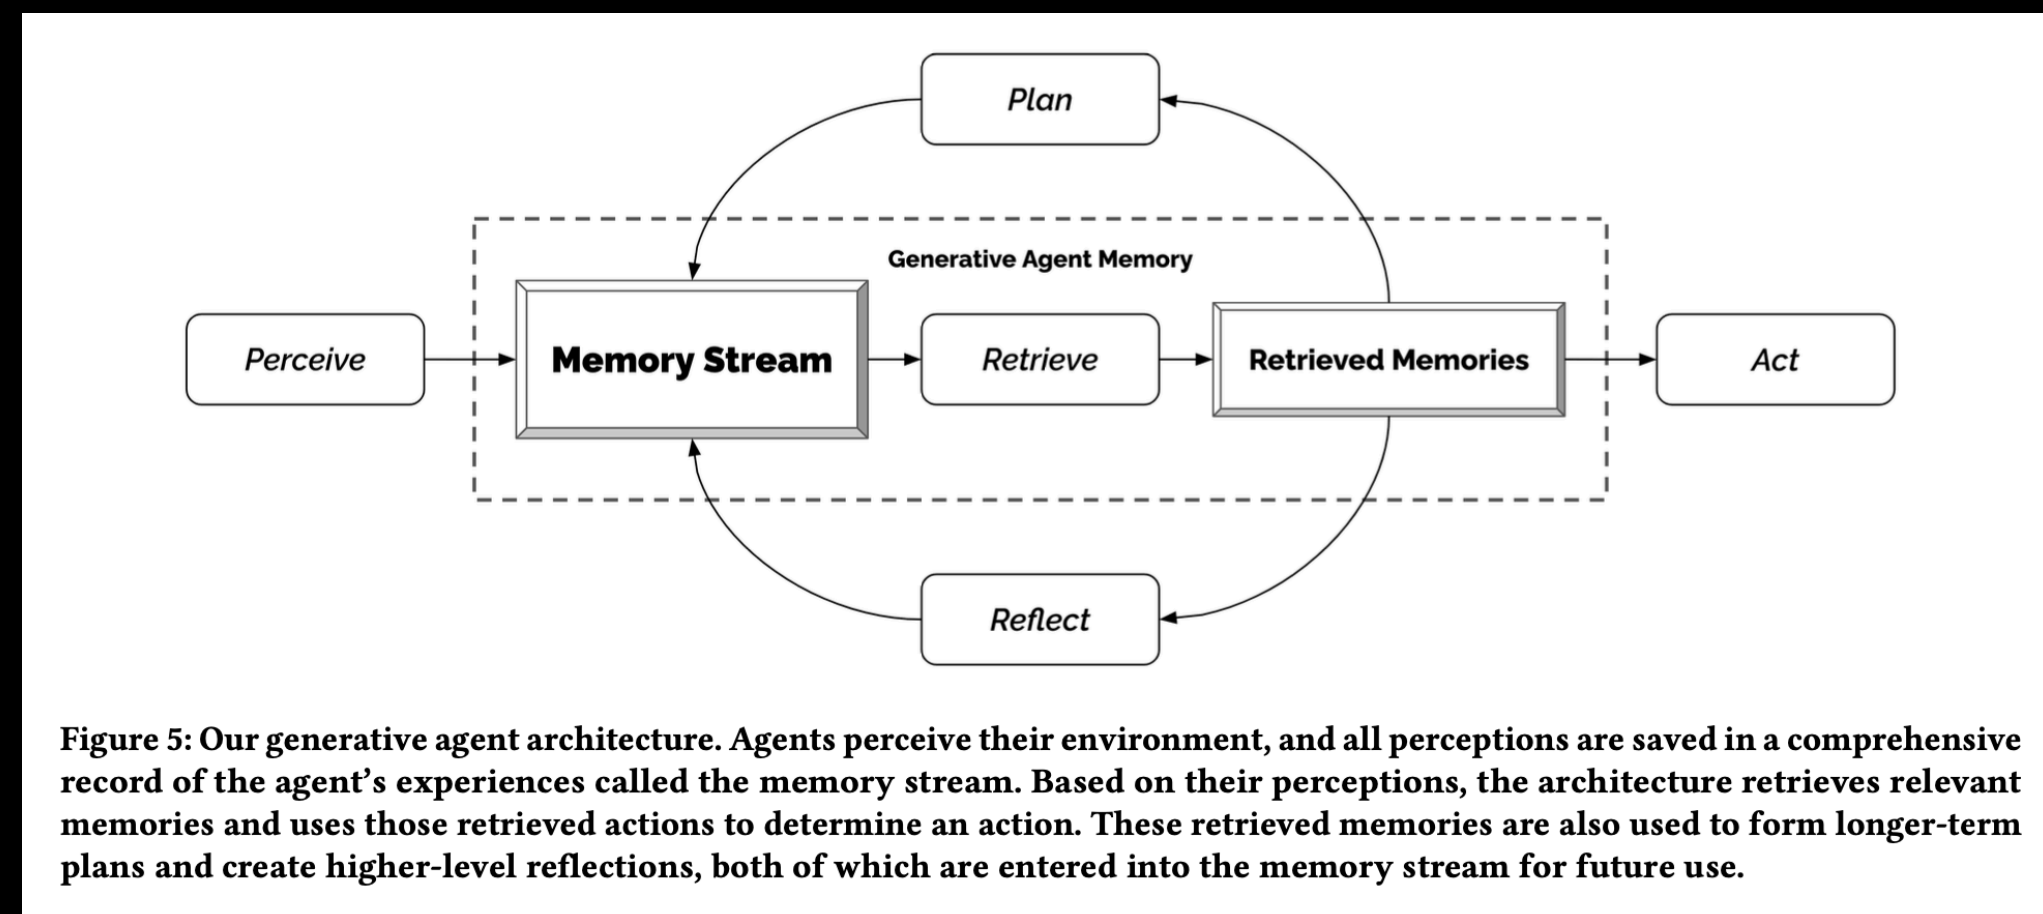 Plan
Generative Agent Memory
Perceive
Memory Stream
Retrieve
Retrieved Memories
Act
Reflect
Figure 5: Our generative agent architecture. Agents perceive their environment, and all perceptions are saved in a comprehensive
record of the agent’s experiences called the memory stream. Based on their perceptions, the architecture retrieves relevant
memories and uses those retrieved actions to determine an action. These retrieved memories are also used to form longer-term
plans and create higher-level reflections, both of which are entered into the memory stream for future use.